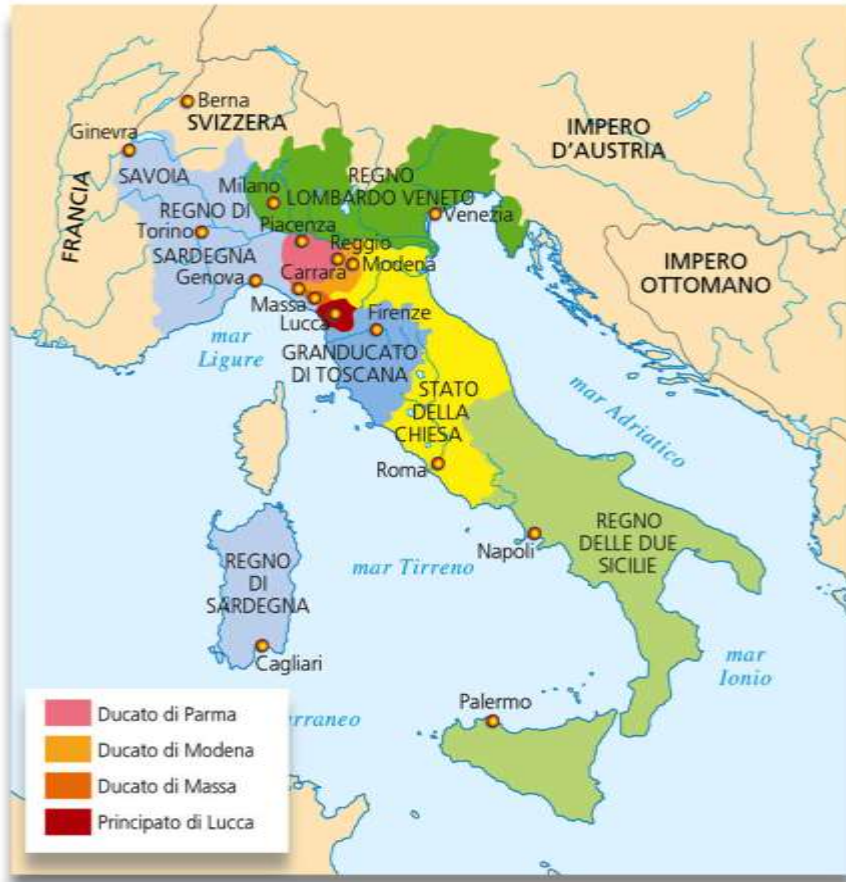 Berna
SVIZZERA
Ginevra
IMPERO
D'AUSTRIA
SAVOIA
REGNO
LOMBARDO VENETO
Milano
FRANCIA
REGNO DI
SARDEGNA
Piacenza
Venezia
Torino
Reggio
Modena
IMPERO
OTTOMANO
Genova
Carrara
Massa
Lucca
Firenze
mar
Ligure
GRANDUCATO
DI TOSCANA
STATO
DELLA
CHIESA
mar Adriatico
Roma
REGNO
DELLE DUE
SICILIE
Napoli
REGNO
DI
SARDEGNA
mar Tirreno
Cagliari
mar
Ionio
Palermo
rraneo
Ducato di Parma
Ducato di Modena
Ducato di Massa
Principato di Lucca